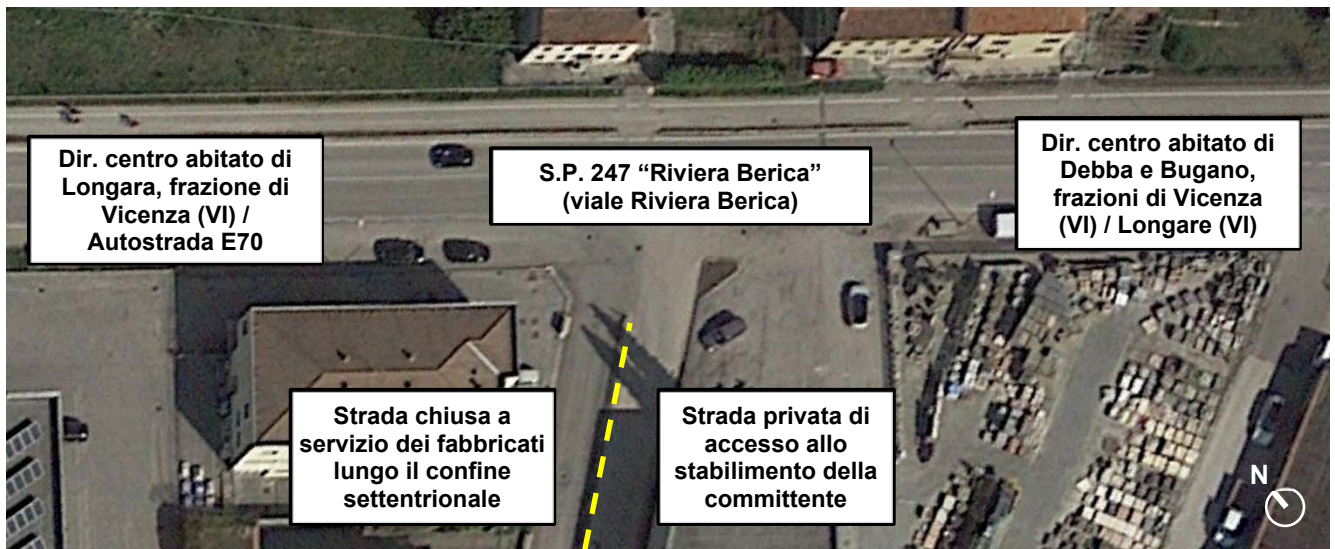 Dir. centro abitato di
Longara, frazione di
Vicenza (VI) /
Autostrada E70
S.P. 247 “Riviera Berica”
(viale Riviera Berica)
Dir. centro abitato di
Debba e Bugano,
frazioni di Vicenza
(VI) / Longare (VI)
Strada chiusa a
servizio dei fabbricati
lungo il confine
settentrionale
Strada privata di
accesso allo
stabilimento della
committente
N